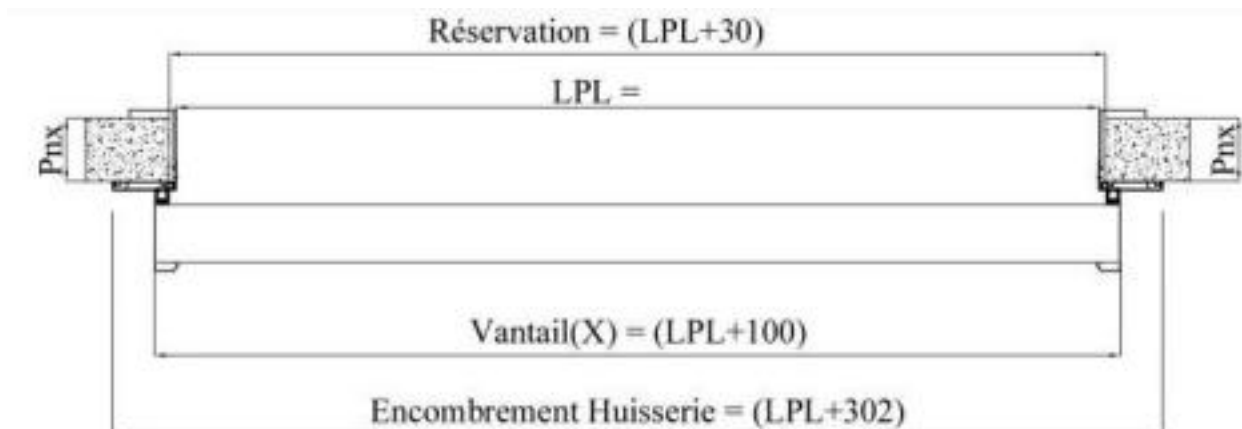 Réservation = (LPL+30)
LPL =
Pnx
Pnx
Vantail(X) = (LPL+100)
Encombrement Huisserie = (LPL+302)